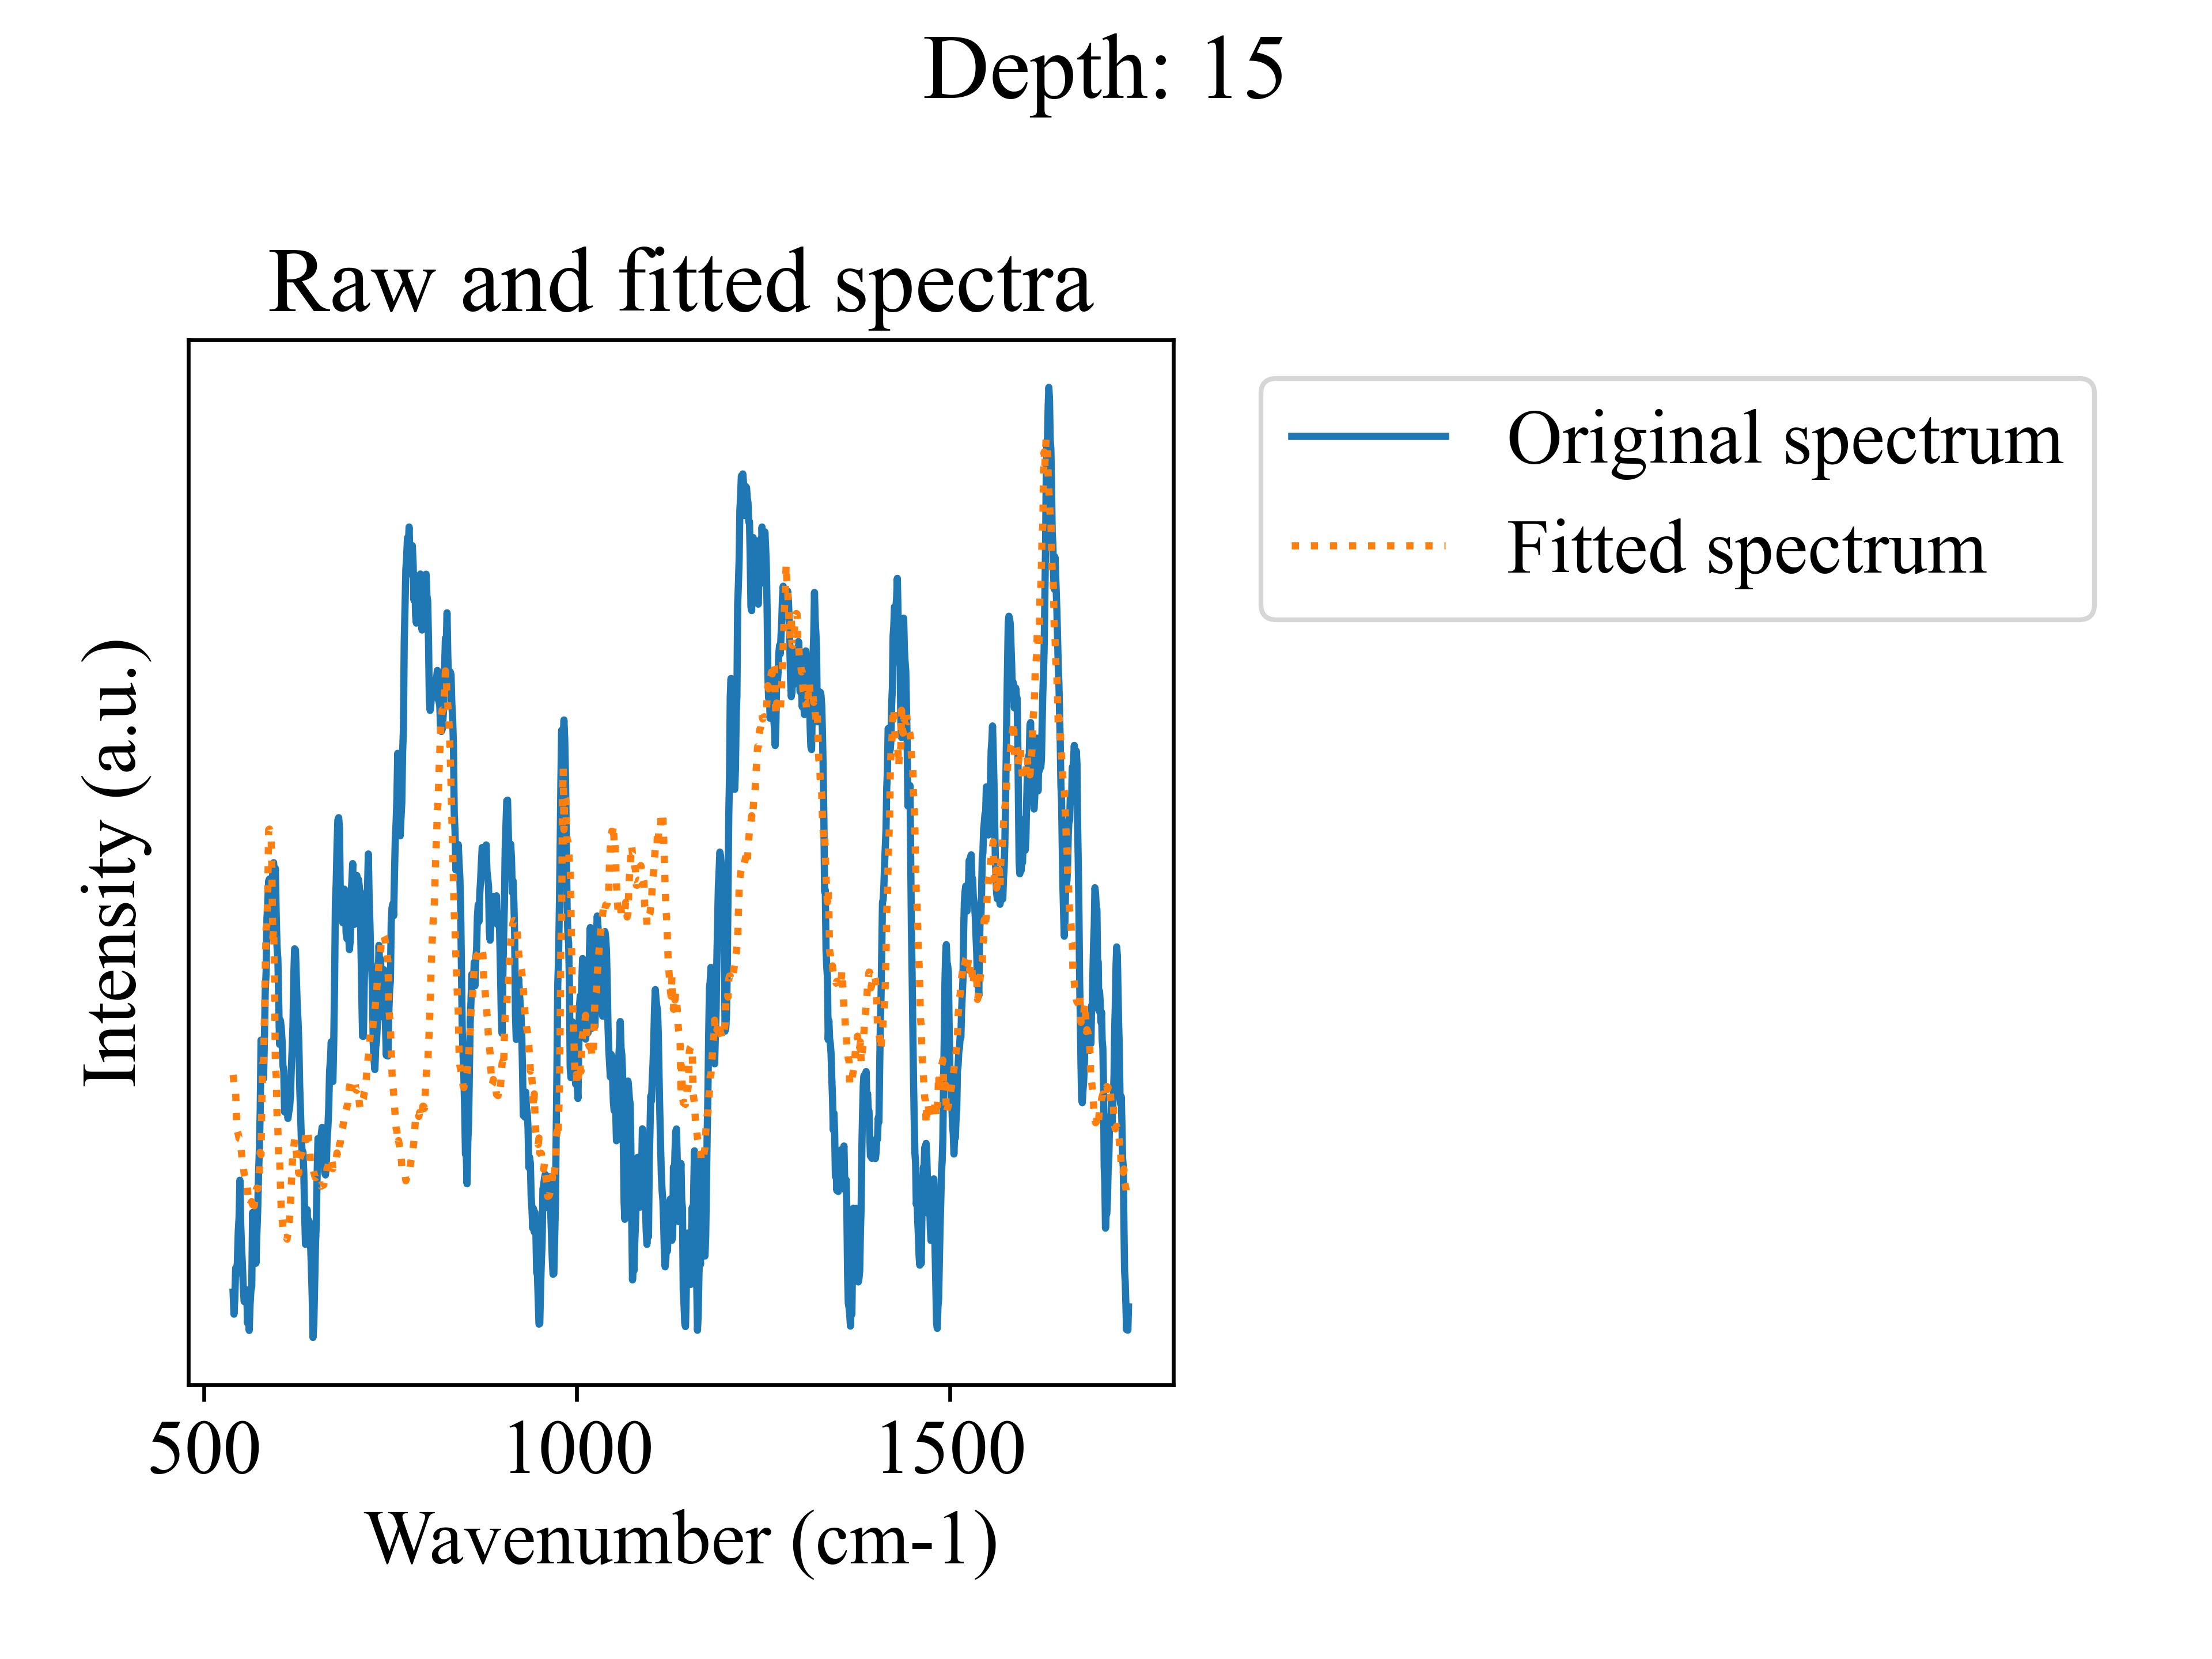 Depth: 15
Raw and fitted spectra
Original spectrum
Fitted spectrum
Intensity (a.u.)
500 1000 1500
Wavenumber (cm-1)